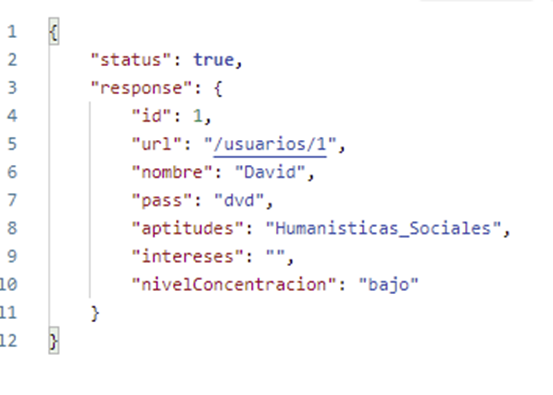 1 {
2 "status": true,
3 "response": {
4 "id": 1,
5 "url": "/usuarios/1",
6 "nombre": "David",
7 "pass": "dvd",
8 "aptitudes": "Humanisticas_Sociales",
9 "intereses": "",
10 "nivelConcentracion": "bajo"
11 }
12 }